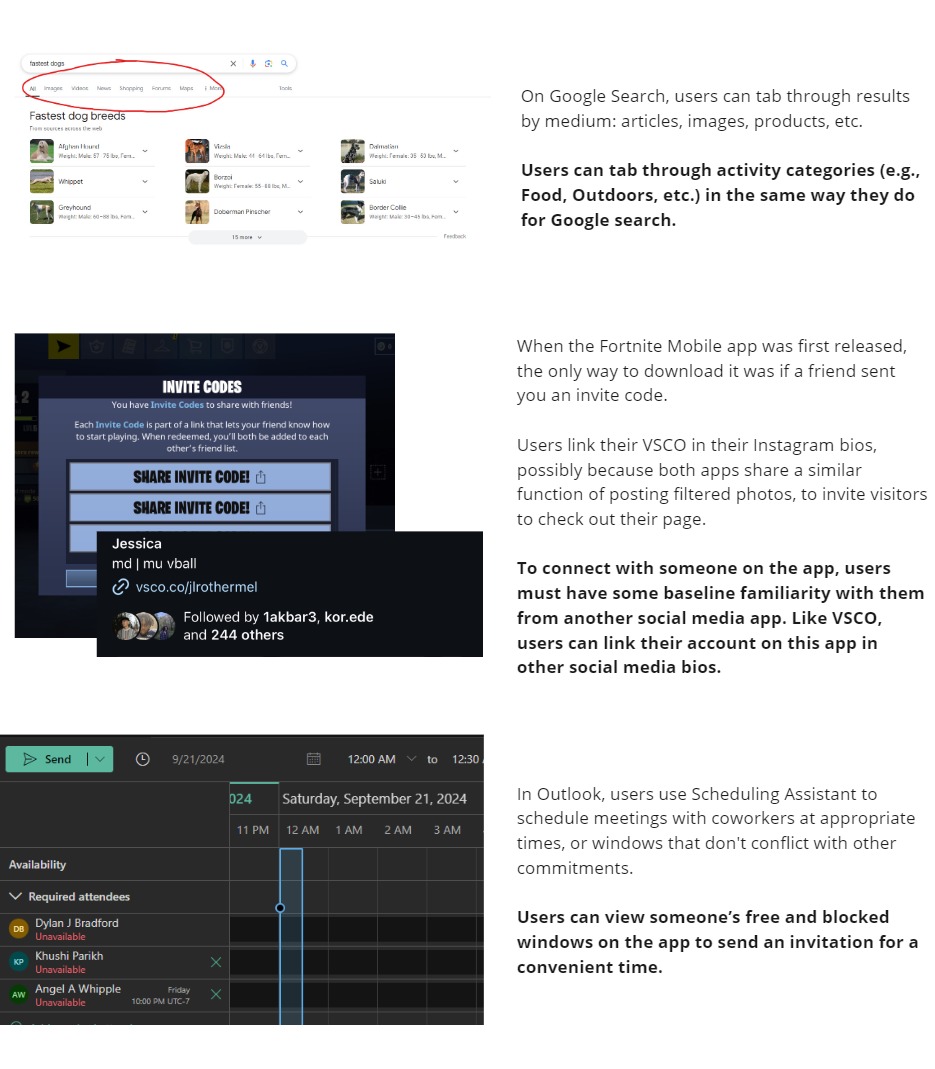 fastest dogs
All Images Videos News Shopping Forums Maps More Tools
Fastest dog breeds
From sources across the web
Afghan Hound
Weight: Male: 57–75 lbs, Fem...
Vizsla
Weight: Male: 44–64 lbs, Fem...
Dalmatian
Whippet
Borzoi
Weight: Female: 55–88 lbs, M...
Saluki
Greyhound
Weight: Male: 60–88 lbs, Fem...
Doberman Pinscher
Border Collie
15 more
Feedback
On Google Search, users can tab through results
by medium: articles, images, products, etc.
Users can tab through activity categories (e.g.,
Food, Outdoors, etc.) in the same way they do
for Google search.
INVITE CODES
You have Invite Codes to share with friends!
Each Invite Code is part of a link that lets your friend know how
to start playing. When redeemed, you'll both be added to each
other's friend list.
SHARE INVITE CODE!
SHARE INVITE CODE!
Jessica
md | mu vball
vsco.co/jlrothermel
Followed by 1akbar3, kor.ede
and 244 others
When the Fortnite Mobile app was first released,
the only way to download it was if a friend sent
you an invite code.
Users link their VSCO in their Instagram bios,
possibly because both apps share a similar
function of posting filtered photos, to invite visitors
to check out their page.
To connect with someone on the app, users
must have some baseline familiarity with them
from another social media app. Like VSCO,
users can link their account on this app in
other social media bios.
Send 9/21/2024 12:00 AM to 12:30
024 Saturday, September 21, 2024
11 PM 12 AM 1 AM 2 AM 3 AM
Availability
Required attendees
DB Dylan J Bradford
Unavailable
KP Khushi Parikh
Unavailable
AW Angel A Whipple Friday
Unavailable 10:00 PM UTC-7
In Outlook, users use Scheduling Assistant to
schedule meetings with coworkers at appropriate
times, or windows that don't conflict with other
commitments.
Users can view someone’s free and blocked
windows on the app to send an invitation for a
convenient time.